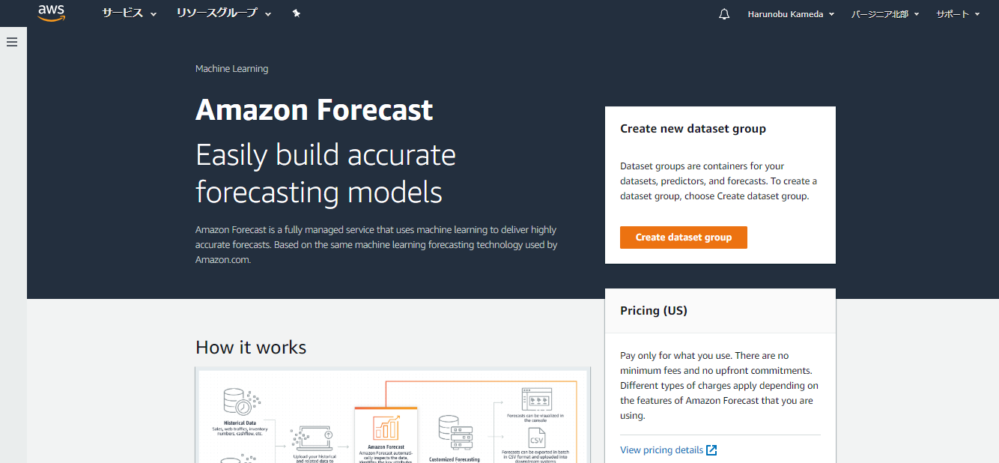 aws
サービス
リソースグループ
Harunobu Kameda
バージニア北部
サポート
Machine Learning
Amazon Forecast
Easily build accurate
forecasting models
Amazon Forecast is a fully managed service that uses machine learning to deliver highly
accurate forecasts. Based on the same machine learning forecasting technology used by
Amazon.com.
Create new dataset group
Dataset groups are containers for your
datasets, predictors, and forecasts. To create a
dataset group, choose Create dataset group.
Create dataset group
Pricing (US)
Pay only for what you use. There are no
minimum fees and no upfront commitments.
Different types of charges apply depending on
the features of Amazon Forecast that you are
using.
View pricing details
How it works
Historical Data
Sales, web traffics, inventory
numbers, cashflow, etc.
Upload your historical
and related data to
Amazon Forecast
Amazon Forecast automati-
cally inspects the data,
identifies the key attributes
Customized Forecasting
Forecasts can be visualized in
the console
CSV
Forecasts can be exported in batch
in CSV format and uploaded into
downstream systems